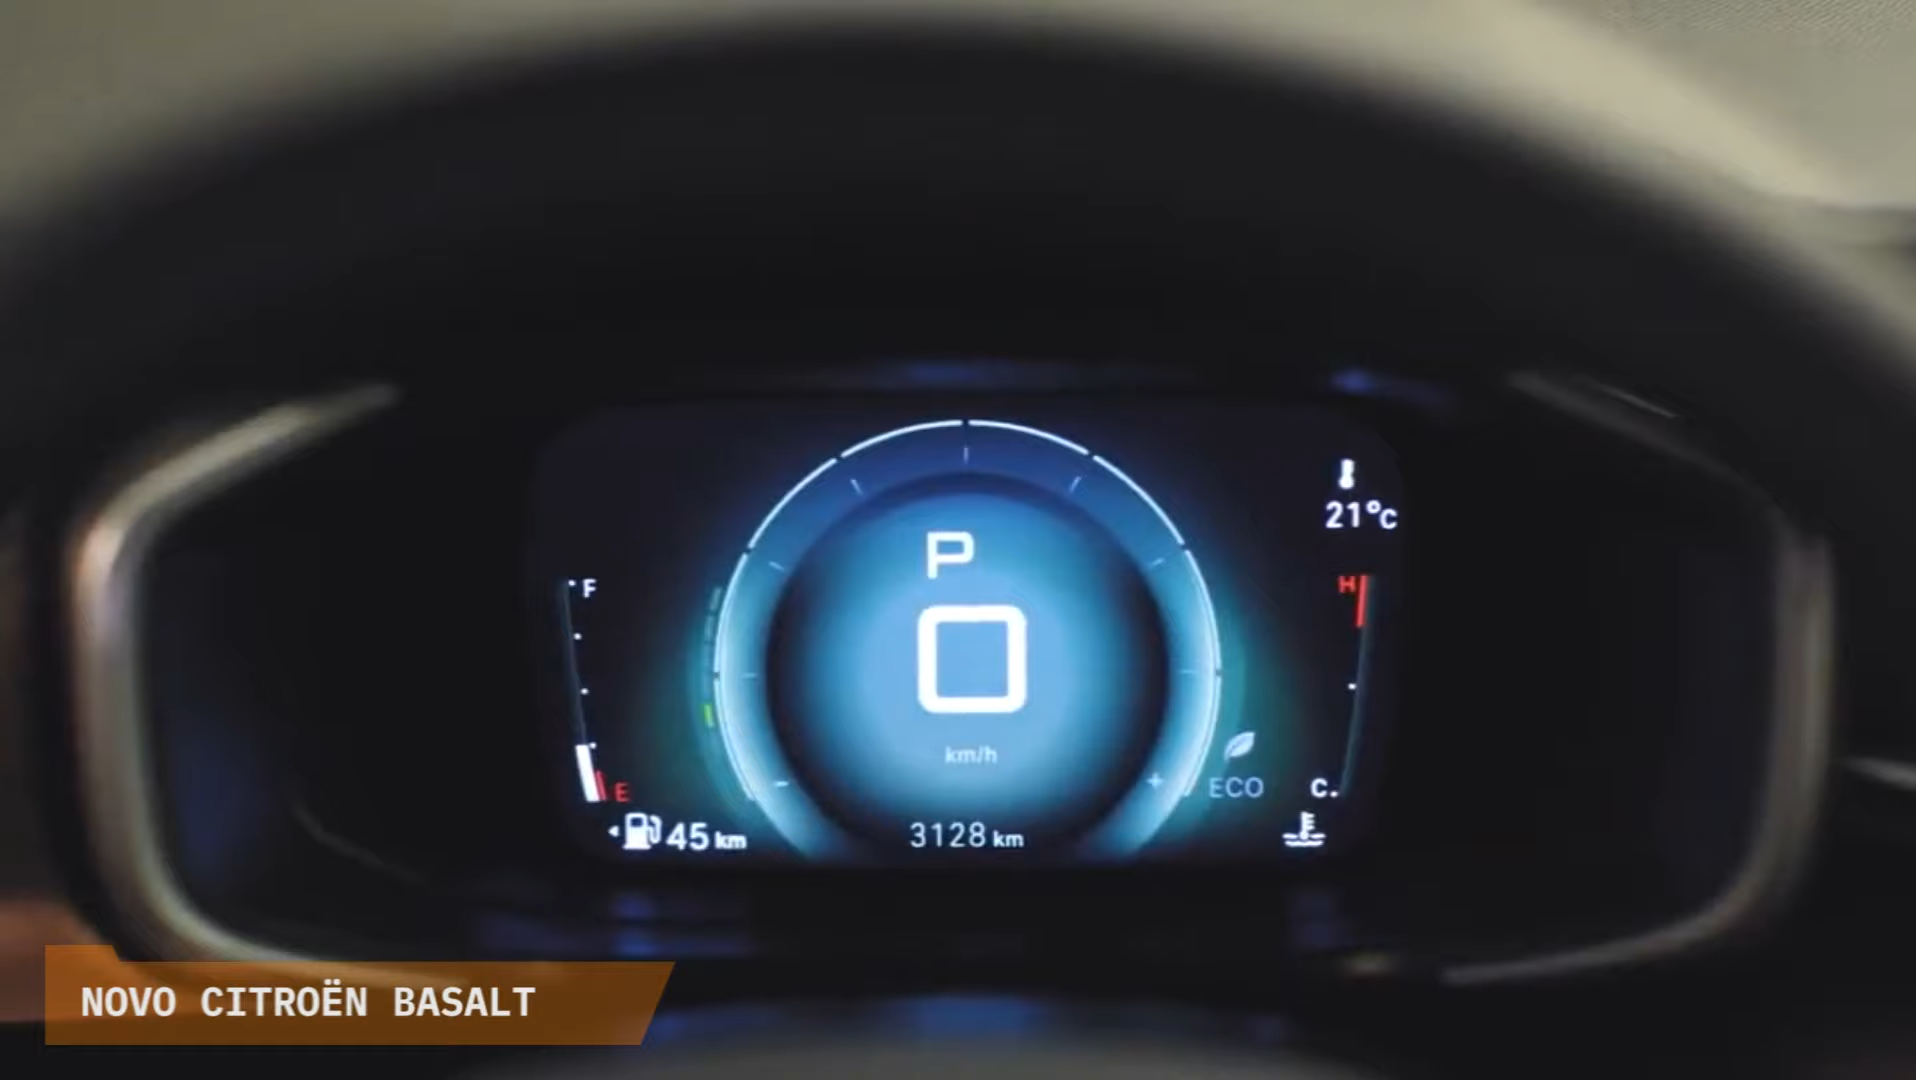 P
0
km/h
21°C
F
E
45 km
3128 km
H
C
ECO
- +
NOVO CITROËN BASALT